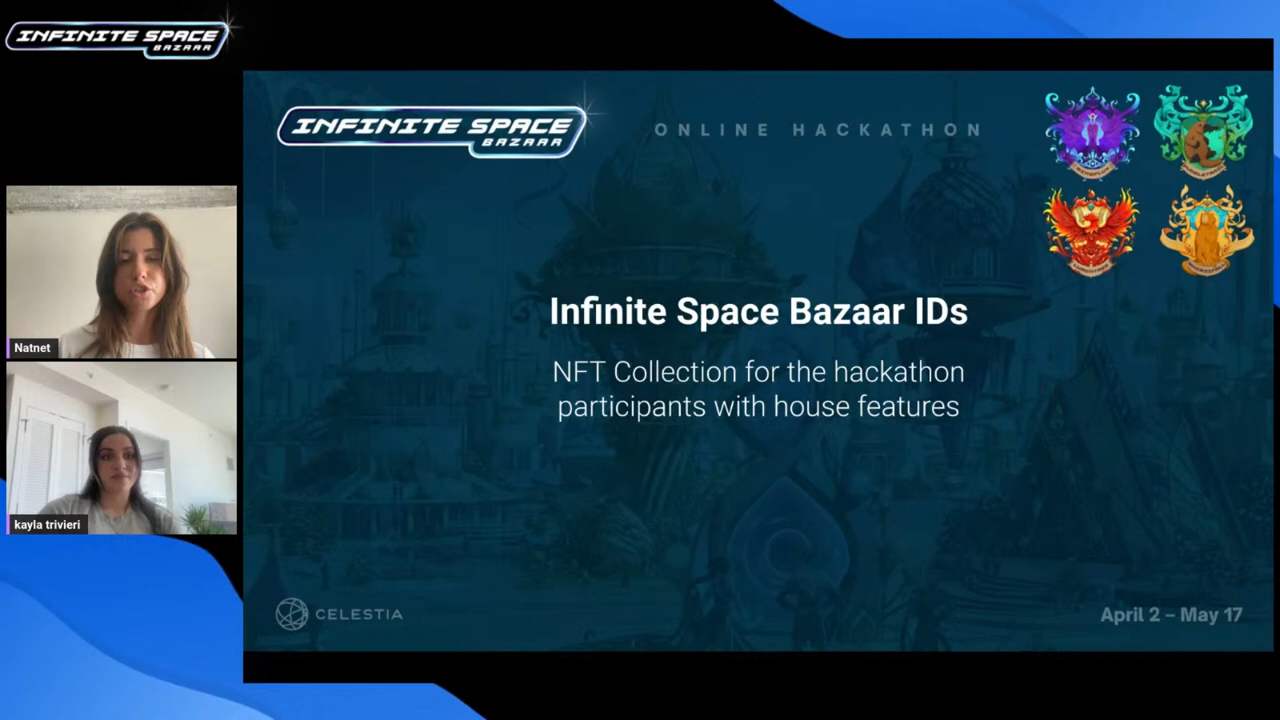 INFINITE SPACE
BAZAAR
INFINITE SPACE
BAZAAR
ONLINE HACKATHON
Infinite Space Bazaar IDs
NFT Collection for the hackathon
participants with house features
Natnet
kayla trivieri
CELESTIA
April 2 – May 17